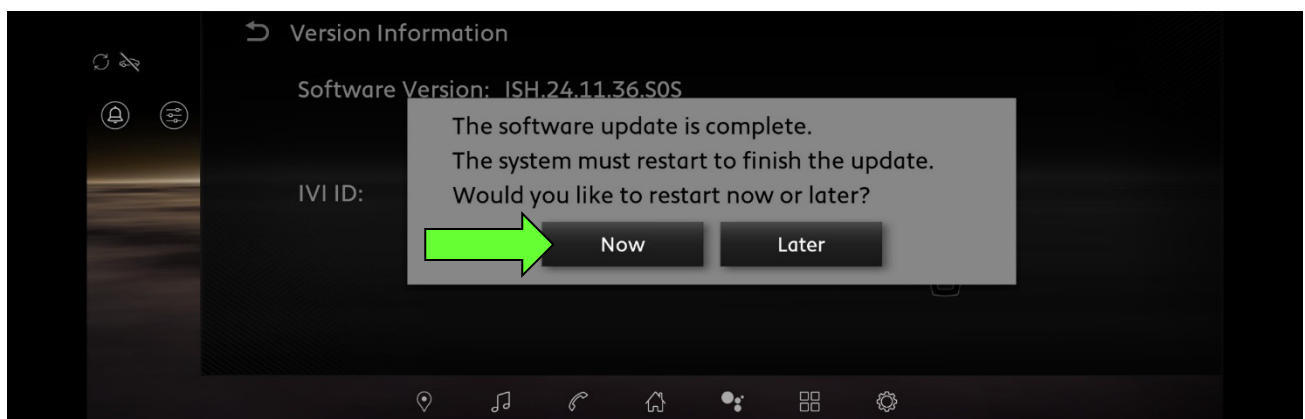 Version Information
Software Version: ISH.24.11.36.S0S
The software update is complete.
The system must restart to finish the update.
IVI ID:
Would you like to restart now or later?
Now
Later